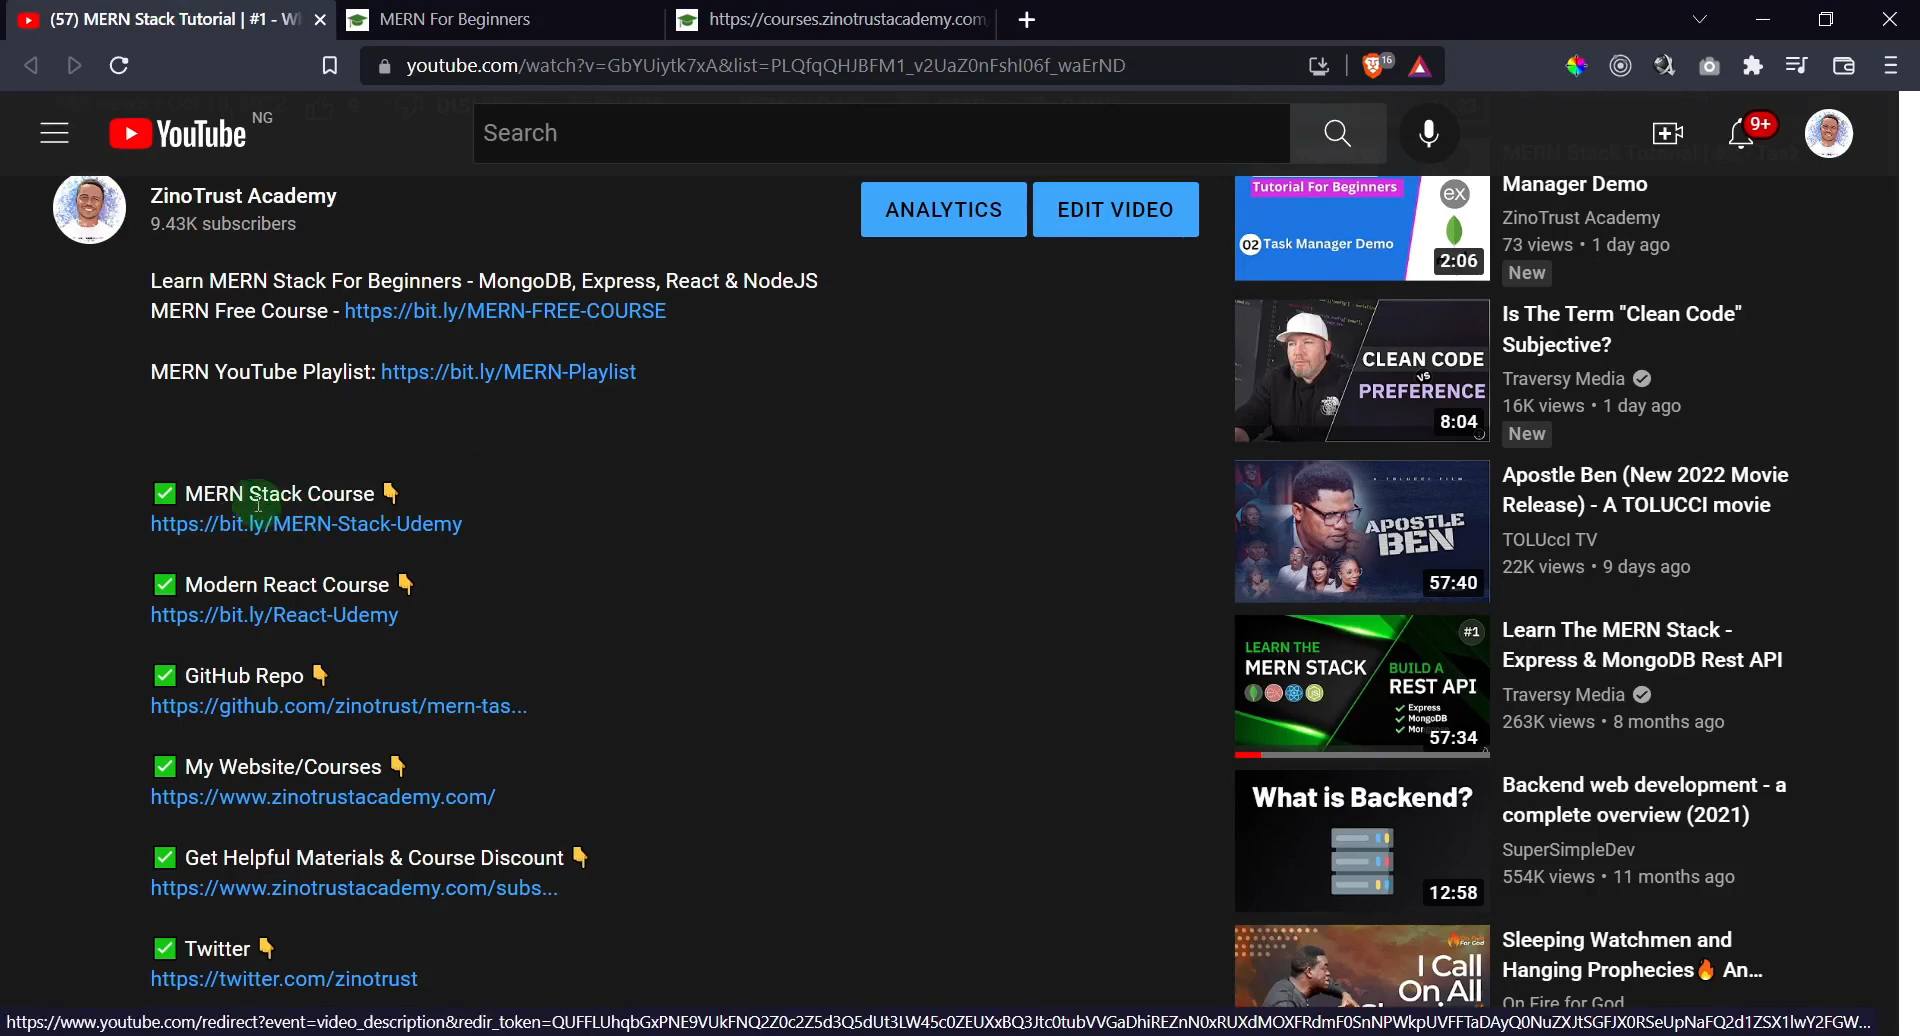 (57) MERN Stack Tutorial | #1 - W
MERN For Beginners
https://courses.zinotrustacademy.com
youtube.com/watch?v=GbYUiytk7xA&list=PLQfqQHJBFM1_v2UaZ0nFshI06f_waErND
16
YouTube
NG
Search
9+
ZinoTrust Academy
9.43K subscribers
ANALYTICS
EDIT VIDEO
Learn MERN Stack For Beginners - MongoDB, Express, React & NodeJS
MERN Free Course - https://bit.ly/MERN-FREE-COURSE
MERN YouTube Playlist: https://bit.ly/MERN-Playlist
✅ MERN Stack Course 👇
https://bit.ly/MERN-Stack-Udemy
✅ Modern React Course 👇
https://bit.ly/React-Udemy
✅ GitHub Repo 👇
https://github.com/zinotrust/mern-tas...
✅ My Website/Courses 👇
https://www.zinotrustacademy.com/
✅ Get Helpful Materials & Course Discount 👇
https://www.zinotrustacademy.com/subs...
✅ Twitter 👇
https://twitter.com/zinotrust
Tutorial For Beginners
ex
02 Task Manager Demo
2:06
Manager Demo
ZinoTrust Academy
73 views • 1 day ago
New
CLEAN CODE
VS
PREFERENCE
8:04
Is The Term "Clean Code"
Subjective?
Traversy Media
16K views • 1 day ago
New
A TOLUCCI FILM
APOSTLE
BEN
57:40
Apostle Ben (New 2022 Movie
Release) - A TOLUCCI movie
TOLUccI TV
22K views • 9 days ago
#1
LEARN THE
MERN STACK
BUILD A
REST API
Express
MongoDB
57:34
Learn The MERN Stack -
Express & MongoDB Rest API
Traversy Media
263K views • 8 months ago
What is Backend?
12:58
Backend web development - a
complete overview (2021)
SuperSimpleDev
554K views • 11 months ago
I Call
On All
Sleeping Watchmen and
Hanging Prophecies🔥 An...
On Fire for God